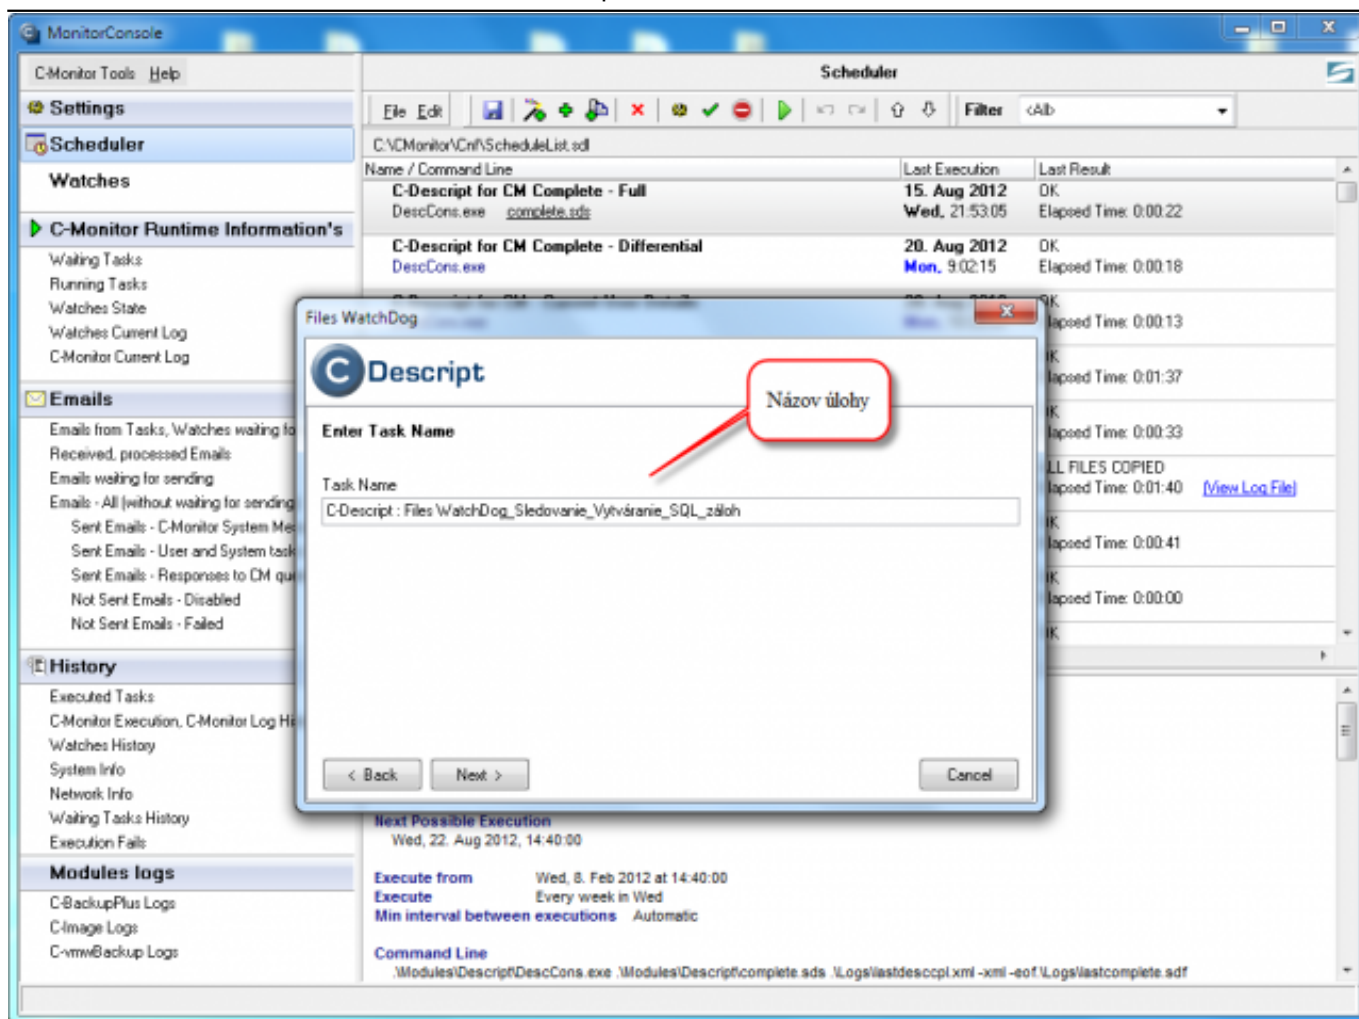 MonitorConsole
C-Monitor Tools Help
Scheduler
Settings
File Edit
Filter <All>
Scheduler
C:\CMonitor\Cnf\ScheduleList.sdl
Watches
Name / Command Line Last Execution Last Result
C-Descript for CM Complete - Full 15. Aug 2012 OK
DescCons.exe complete.sds Wed, 21:53:05 Elapsed Time: 0:00:22
C-Monitor Runtime Information's
C-Descript for CM Complete - Differential 20. Aug 2012 OK
Waiting Tasks
DescCons.exe Mon, 9:02:15 Elapsed Time: 0:00:18
Running Tasks
Watches State
Watches Current Log
C-Monitor Current Log
Files WatchDog
OK
lapsed Time: 0:00:13
C Descript
Názov úlohy
lapsed Time: 0:01:37
Emails
Emails from Tasks, Watches waiting fo
Received, processed Emails
Emails waiting for sending
Emails - All (without waiting for sending
Sent Emails - C-Monitor System Mes
Sent Emails - User and System task
Sent Emails - Responses to CM que
Not Sent Emails - Disabled
Not Sent Emails - Failed
Enter Task Name
Task Name
C-Descript : Files WatchDog_Sledovanie_Vytváranie_SQL_záloh
lapsed Time: 0:00:33
LL FILES COPIED
lapsed Time: 0:01:40 (View Log File)
lapsed Time: 0:00:41
lapsed Time: 0:00:00
History
Executed Tasks
C-Monitor Execution, C-Monitor Log Hi
Watches History
System Info
Network Info
Waiting Tasks History
Execution Fails
< Back Next > Cancel
Modules logs
C-BackupPlus Logs
C-Image Logs
C-vmwBackup Logs
Next Possible Execution
Wed, 22. Aug 2012, 14:40:00
Execute from Wed, 8. Feb 2012 at 14:40:00
Execute Every week in Wed
Min interval between executions Automatic
Command Line
.\Modules\Descript\DescCons.exe .\Modules\Descript\complete.sds .\Logs\lastdesccpl.xml -xml -eof.\Logs\lastcomplete.sdf